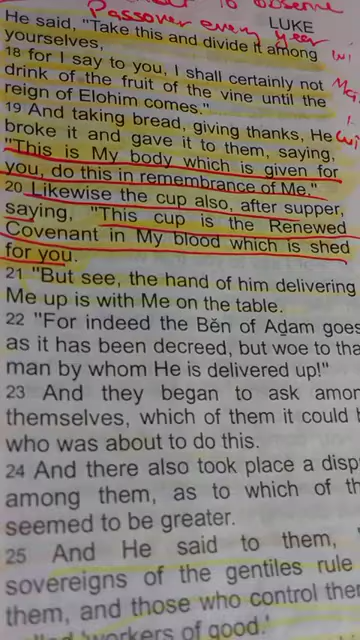 to observe
Passover every year
LUKE
He said, "Take this and divide it among
yourselves,
18 for I say to you, I shall certainly not
drink of the fruit of the vine until the
reign of Elohim comes."
19 And taking bread, giving thanks, He
broke it and gave it to them, saying,
"This is My body which is given for
you, do this in remembrance of Me."
20 Likewise the cup also, after supper,
saying, "This cup is the Renewed
Covenant in My blood which is shed
for you.
21 "But see, the hand of him delivering
Me up is with Me on the table.
22 "For indeed the Běn of Aḏam goes
as it has been decreed, but woe to tha
man by whom He is delivered up!"
23 And they began to ask amon
themselves, which of them it could
who was about to do this.
24 And there also took place a disp
among them, as to which of th
seemed to be greater.
25 And He said to them, "
sovereigns of the gentiles rule
them, and those who control the
'workers of good.'